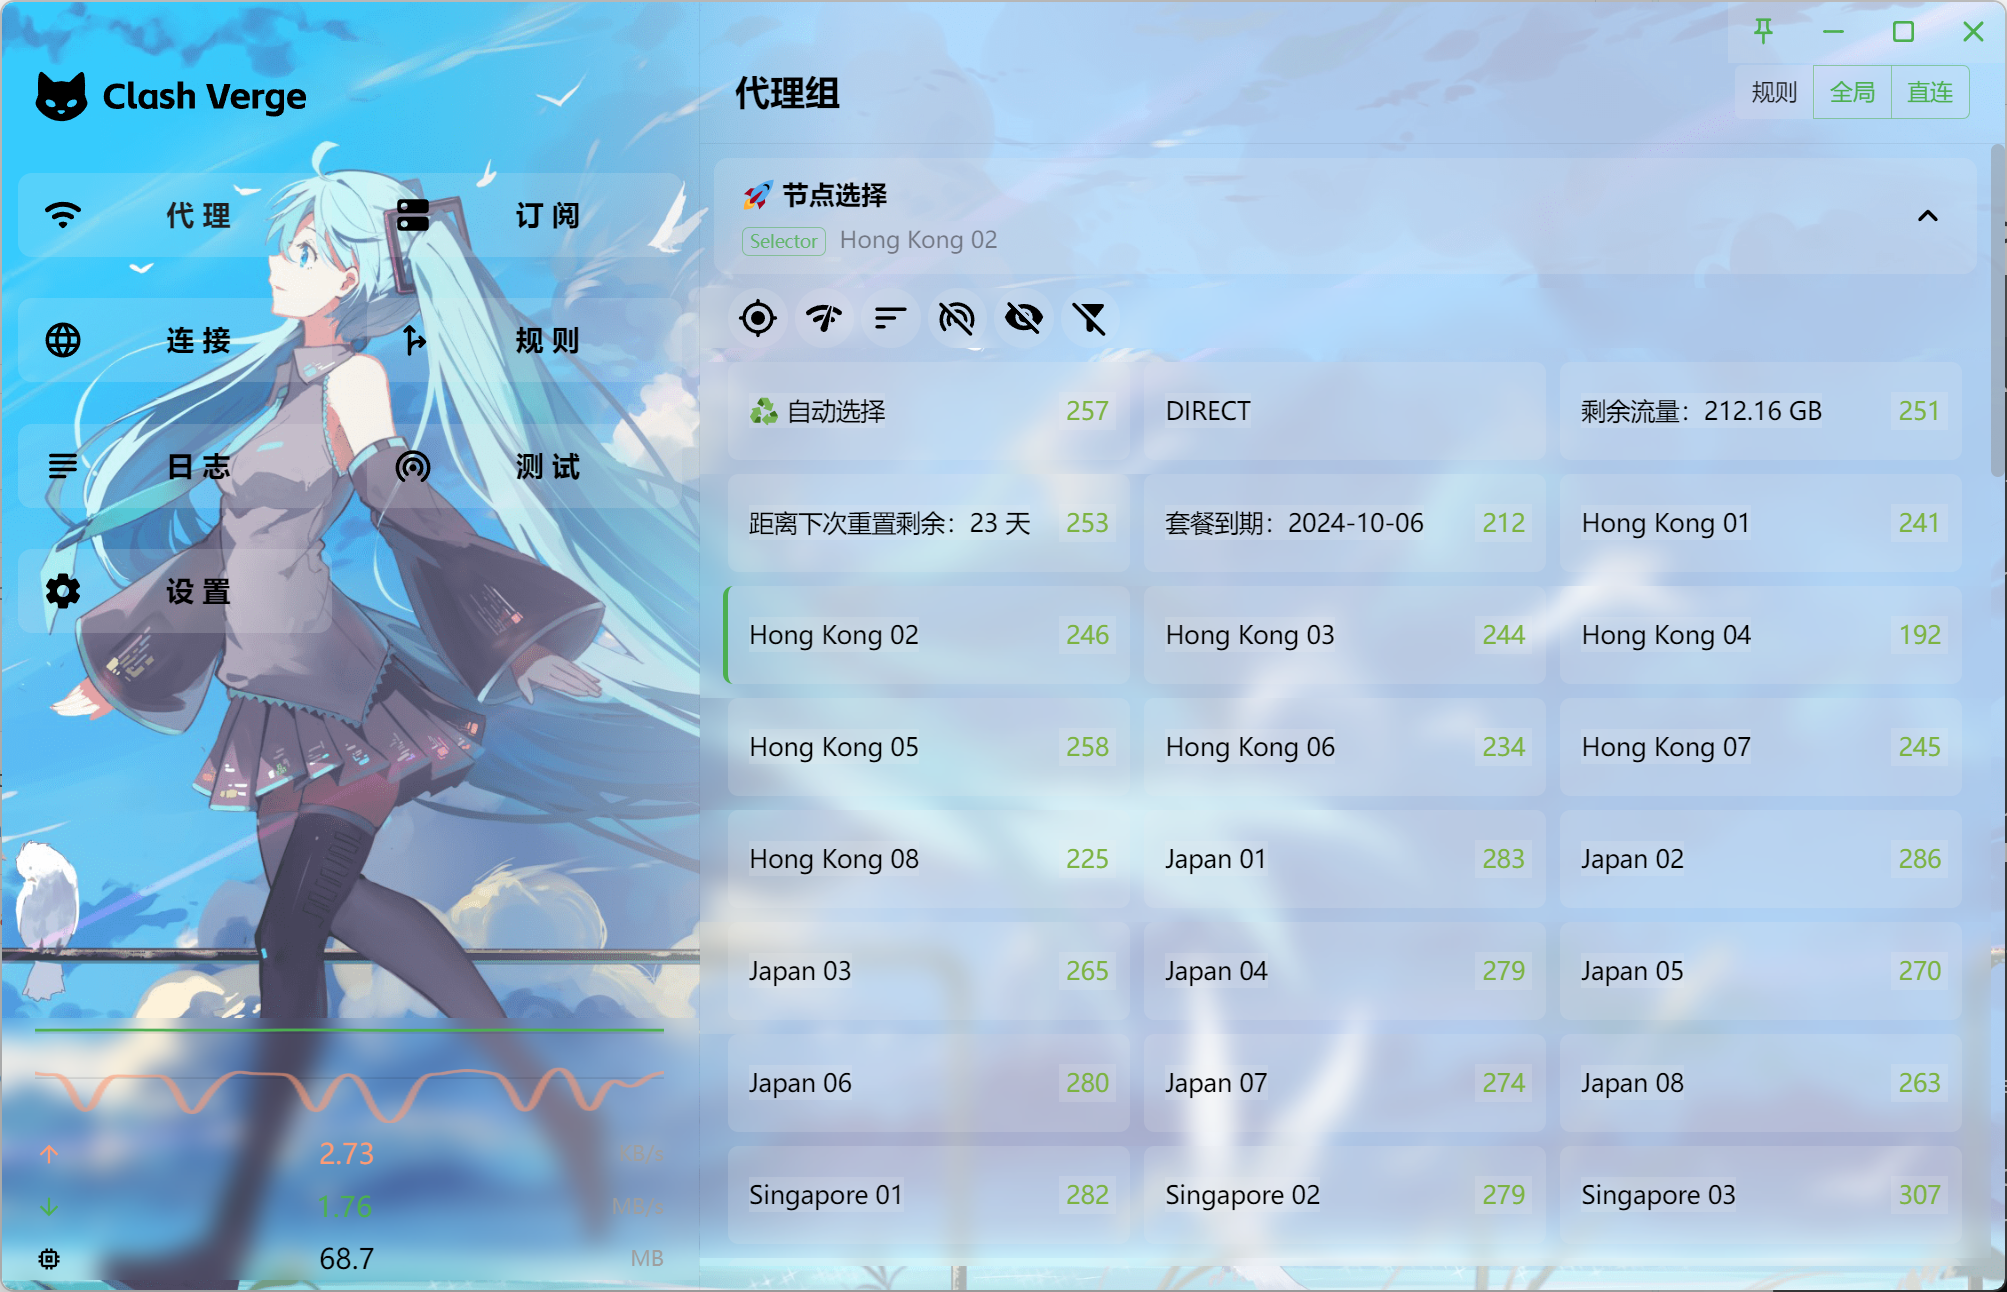 Clash Verge
代理
订阅
连接
规则
日志
测试
设置
2.73 KB/s
1.76 MB/s
68.7 MB
代理组
规则 全局 直连
节点选择
Selector Hong Kong 02
自动选择 257
DIRECT
剩余流量：212.16 GB 251
距离下次重置剩余：23 天 253
套餐到期：2024-10-06 212
Hong Kong 01 241
Hong Kong 02 246
Hong Kong 03 244
Hong Kong 04 192
Hong Kong 05 258
Hong Kong 06 234
Hong Kong 07 245
Hong Kong 08 225
Japan 01 283
Japan 02 286
Japan 03 265
Japan 04 279
Japan 05 270
Japan 06 280
Japan 07 274
Japan 08 263
Singapore 01 282
Singapore 02 279
Singapore 03 307